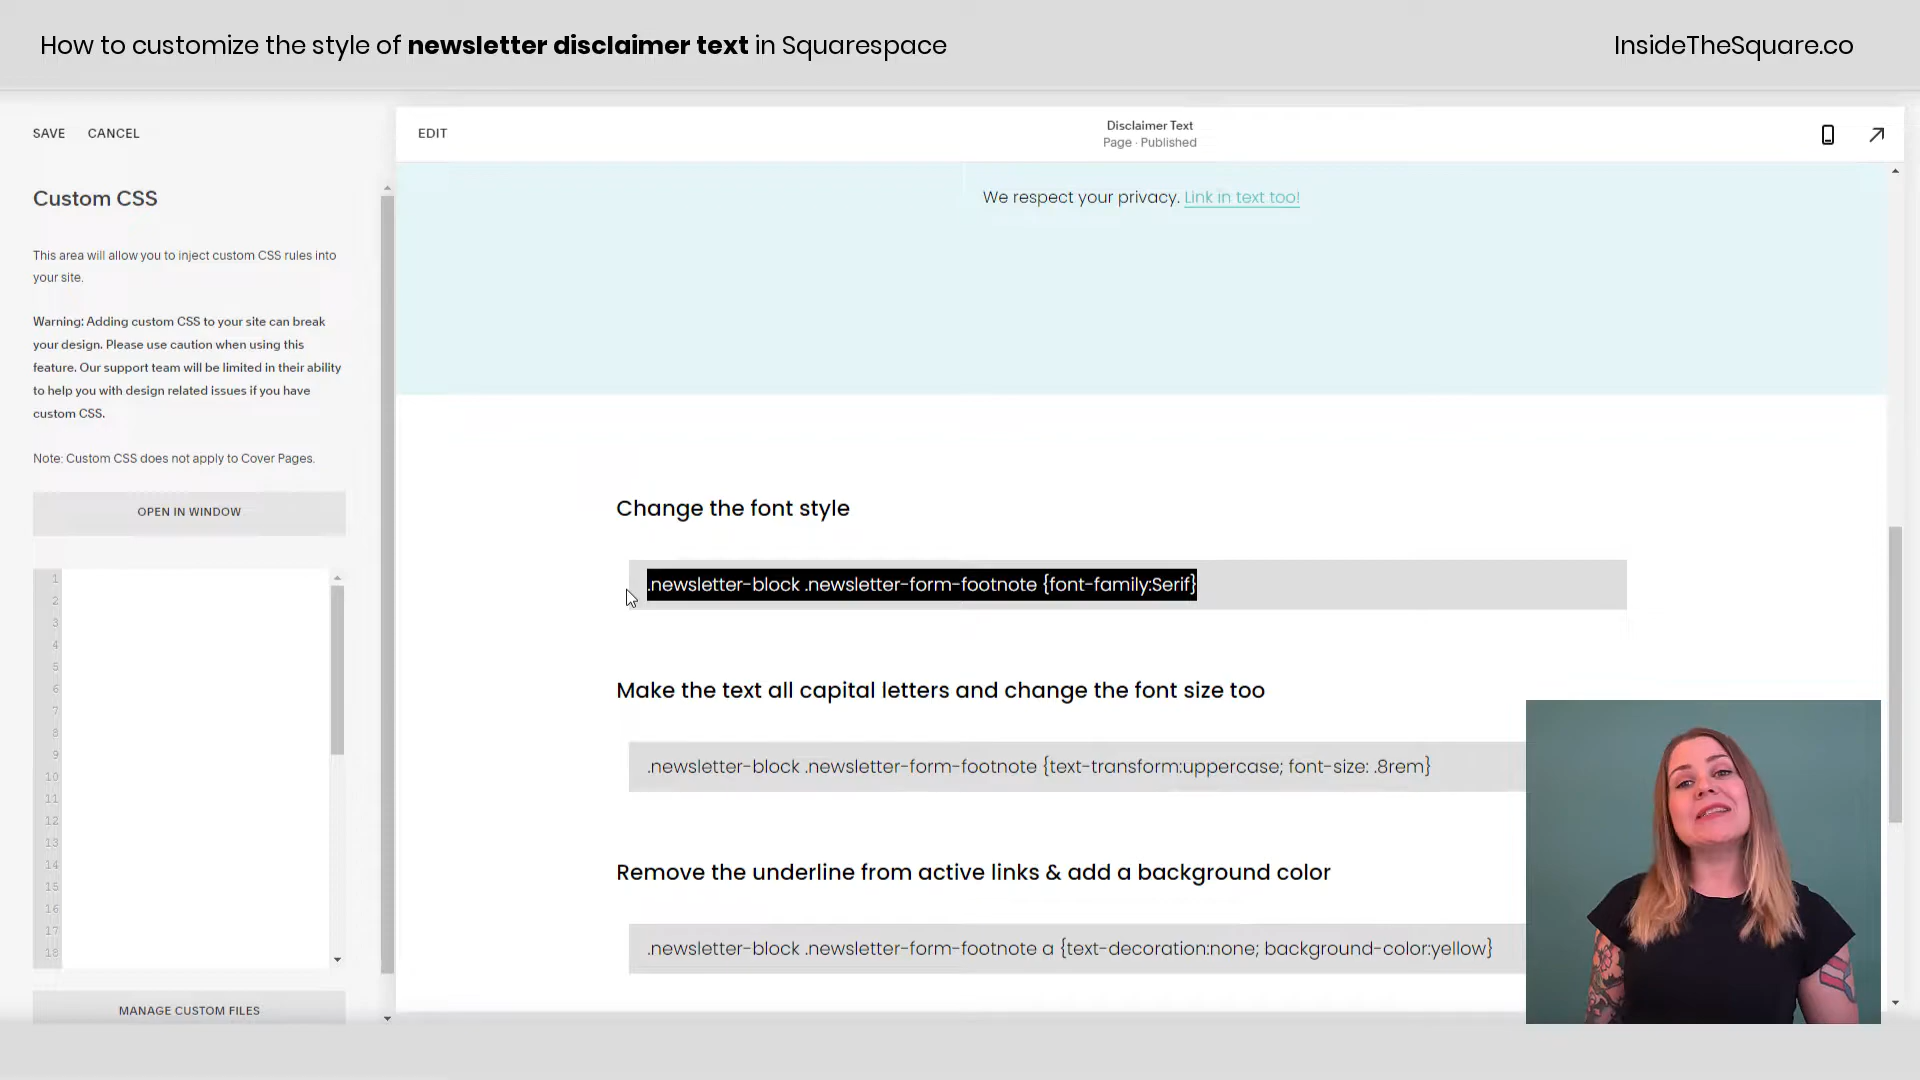 How to customize the style of newsletter disclaimer text in Squarespace
InsideTheSquare.co
SAVE CANCEL
EDIT
Disclaimer Text
Page · Published
Custom CSS
This area will allow you to inject custom CSS rules into
your site.
Warning: Adding custom CSS to your site can break
your design. Please use caution when using this
feature. Our support team will be limited in their ability
to help you with design related issues if you have
custom CSS.
Note: Custom CSS does not apply to Cover Pages.
OPEN IN WINDOW
1
2
3
4
5
6
7
8
9
10
11
12
13
14
15
16
17
18
MANAGE CUSTOM FILES
We respect your privacy. Link in text too!
Change the font style
.newsletter-block .newsletter-form-footnote {font-family:Serif}
Make the text all capital letters and change the font size too
.newsletter-block .newsletter-form-footnote {text-transform:uppercase; font-size: .8rem}
Remove the underline from active links & add a background color
.newsletter-block .newsletter-form-footnote a {text-decoration:none; background-color:yellow}